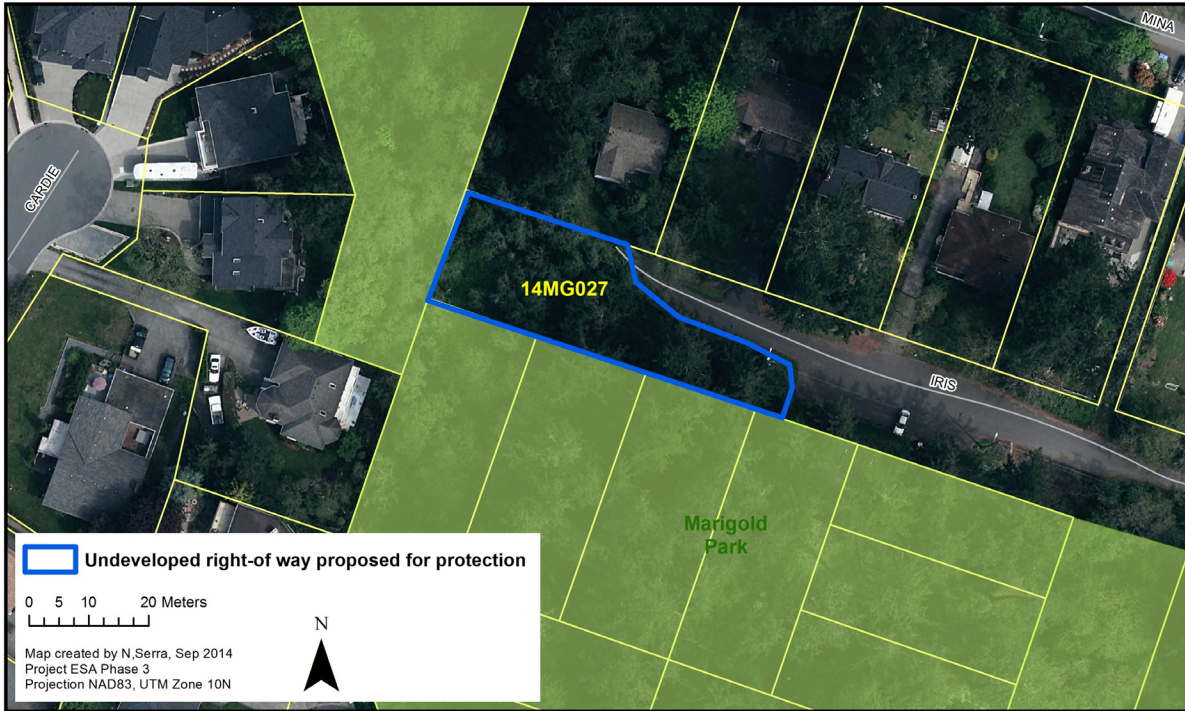 MINA
CARDIE
14MG027
IRIS
Marigold
Park
Undeveloped right-of way proposed for protection
0 5 10 20 Meters
N
Map created by N,Serra, Sep 2014
Project ESA Phase 3
Projection NAD83, UTM Zone 10N